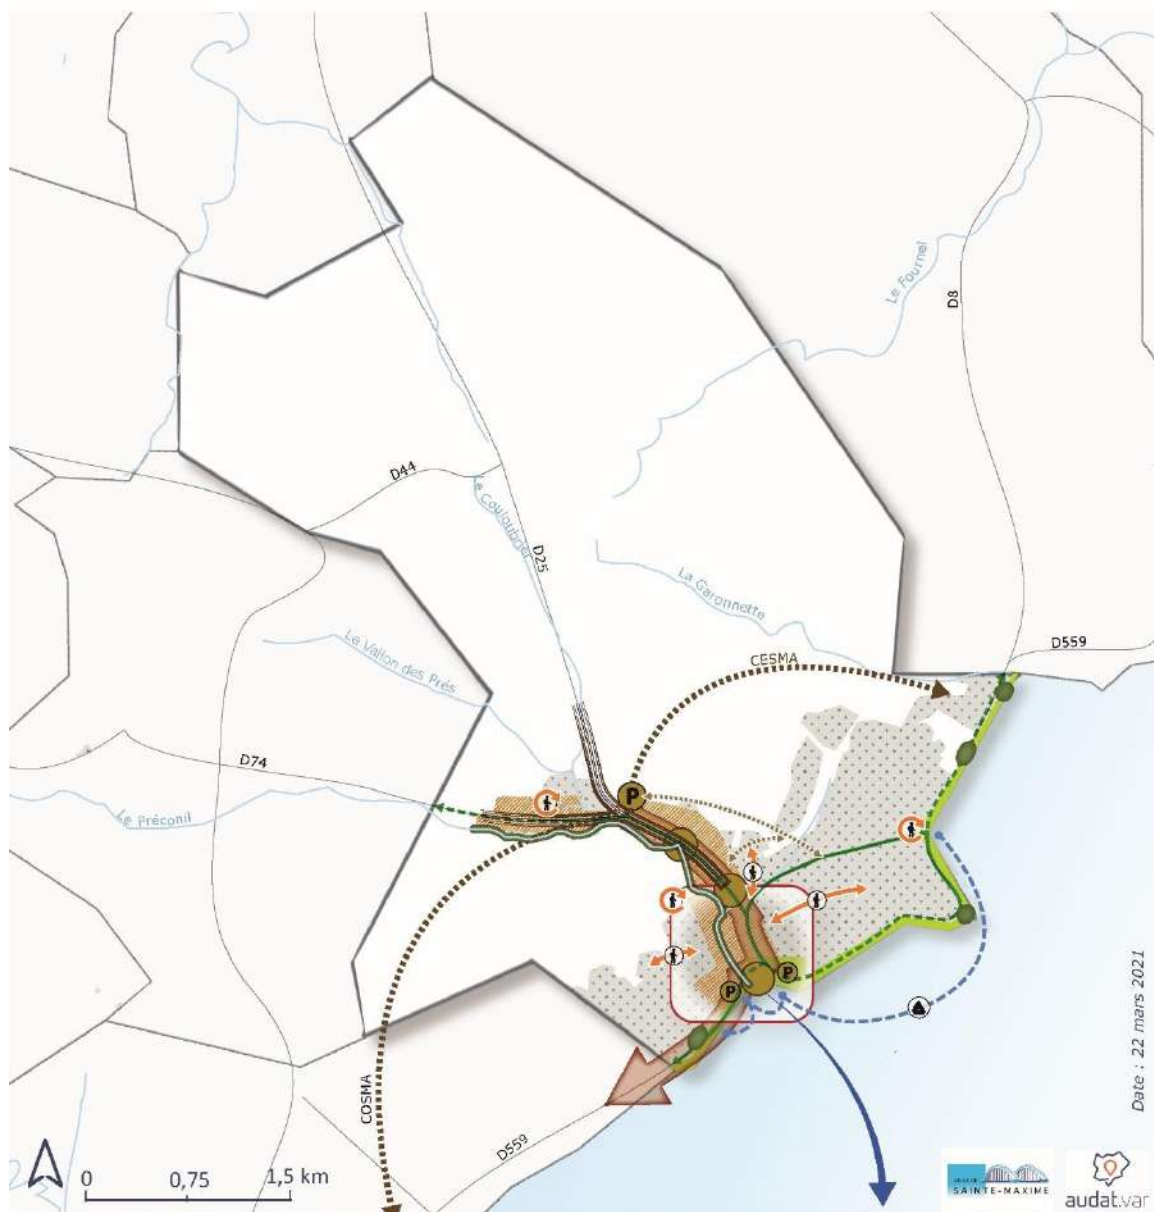 Le Fournel
D8
D44
Le Couloubrier
D25
La Garonnette
D559
CESMA
Le Vallon des Prés
D74
P
Le Préconil
P
P
COSMA
D559
Date : 22 mars 2021
0 0,75 1,5 km
SAINTE-MAXIME
audat.var